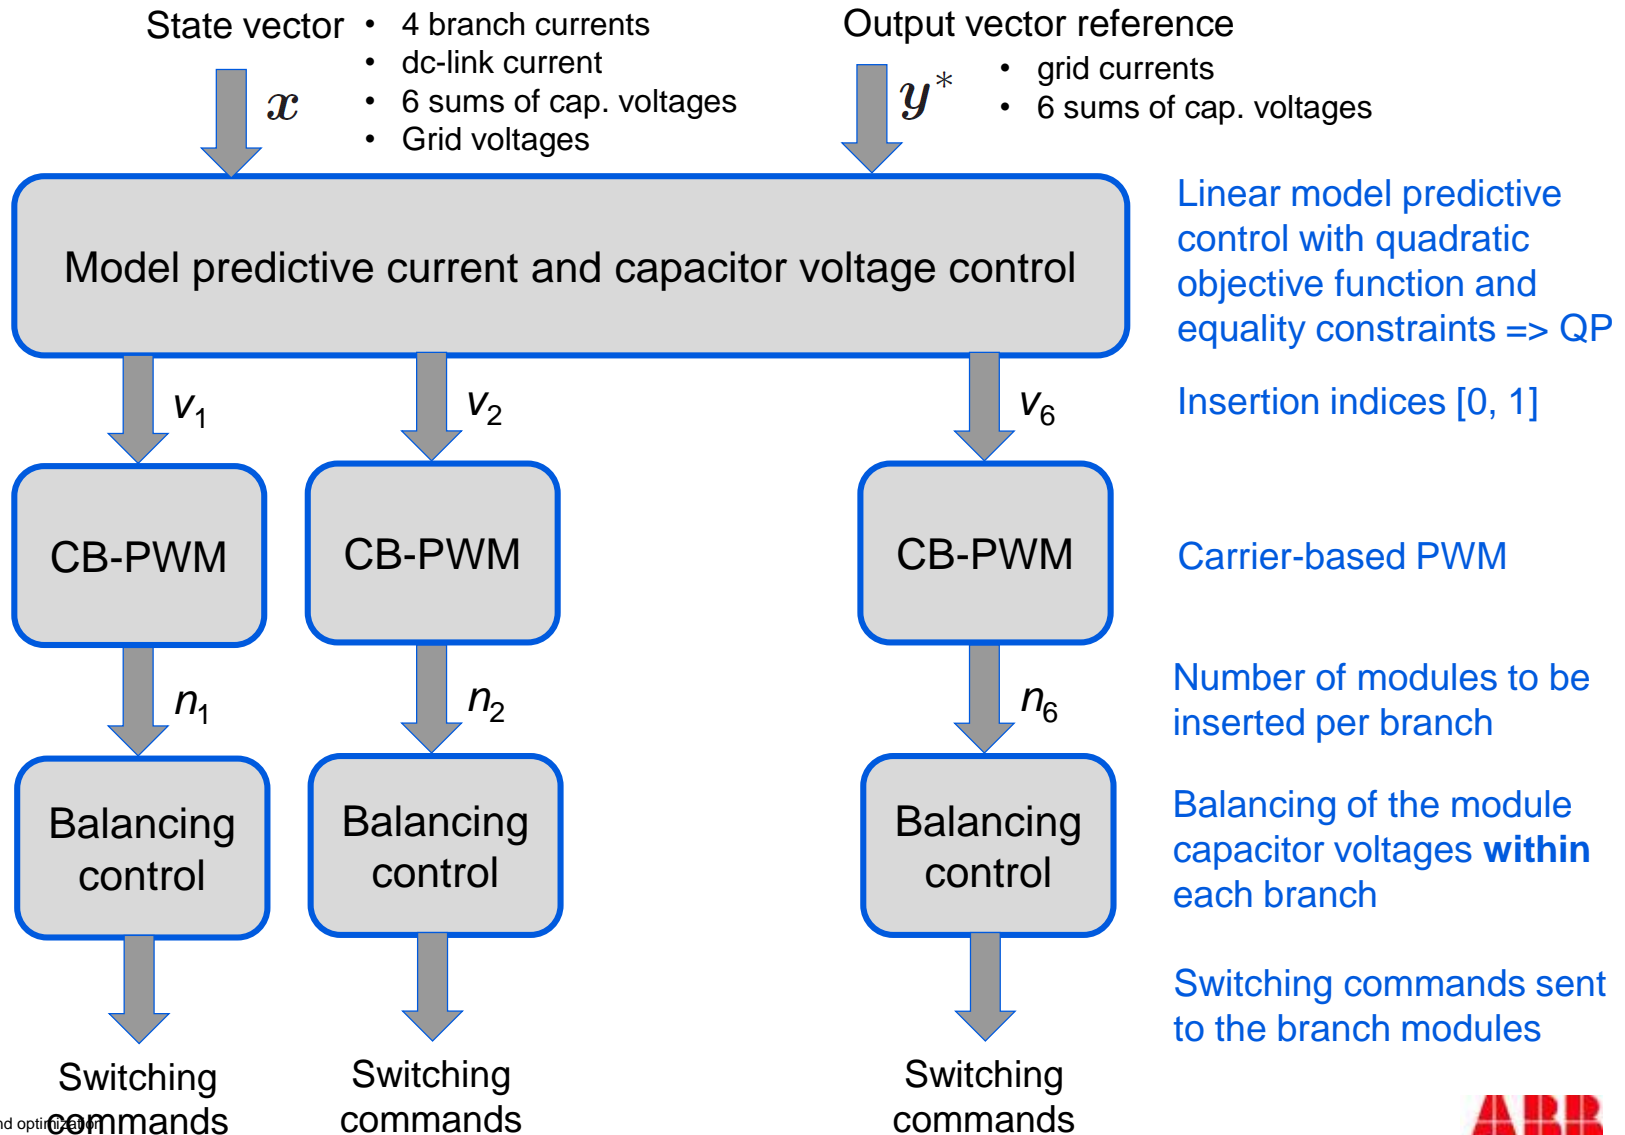 State vector
• 4 branch currents
• dc-link current
• 6 sums of cap. voltages
• Grid voltages
x
Output vector reference
• grid currents
• 6 sums of cap. voltages
y*
Model predictive current and capacitor voltage control
Linear model predictive
control with quadratic
objective function and
equality constraints => QP
v1
v2
v6
Insertion indices [0, 1]
CB-PWM
CB-PWM
CB-PWM
Carrier-based PWM
n1
n2
n6
Number of modules to be
inserted per branch
Balancing
control
Balancing
control
Balancing
control
Balancing of the module
capacitor voltages within
each branch
Switching commands sent
to the branch modules
Switching
commands
Switching
commands
Switching
commands
nd optimization
ABB